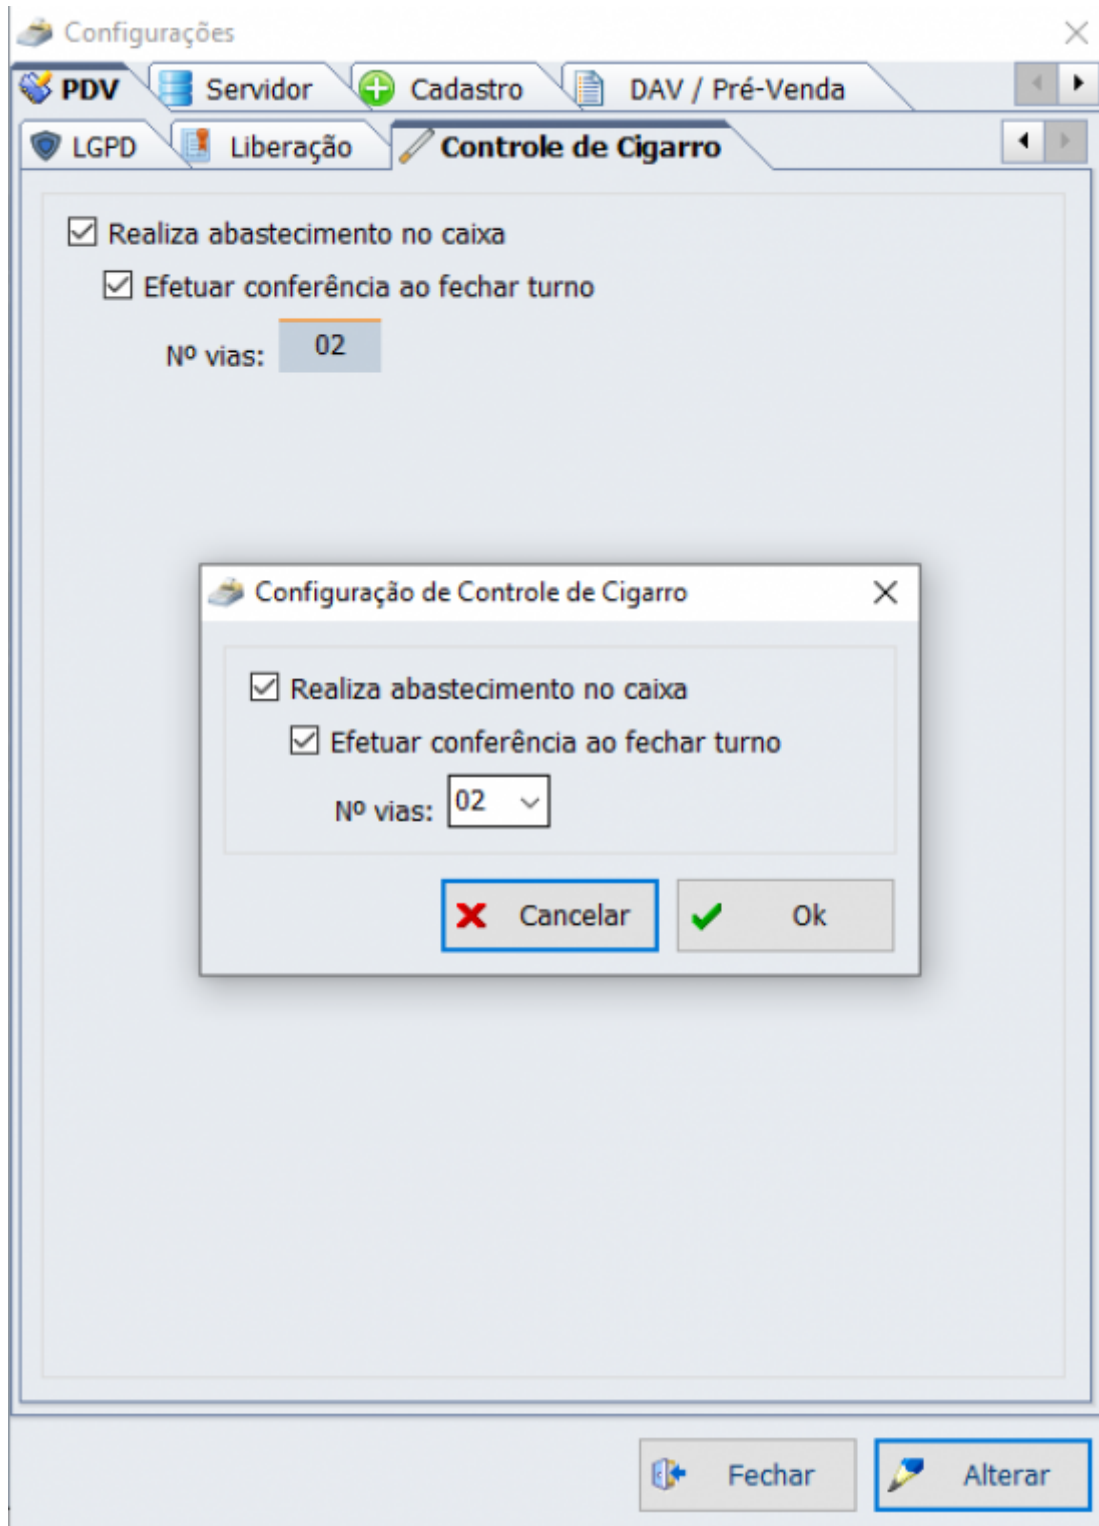 Configurações
PDV Servidor Cadastro DAV / Pré-Venda
LGPD Liberação Controle de Cigarro
Realiza abastecimento no caixa
Efetuar conferência ao fechar turno
Nº vias: 02
Configuração de Controle de Cigarro
Realiza abastecimento no caixa
Efetuar conferência ao fechar turno
Nº vias: 02
Cancelar Ok
Fechar Alterar